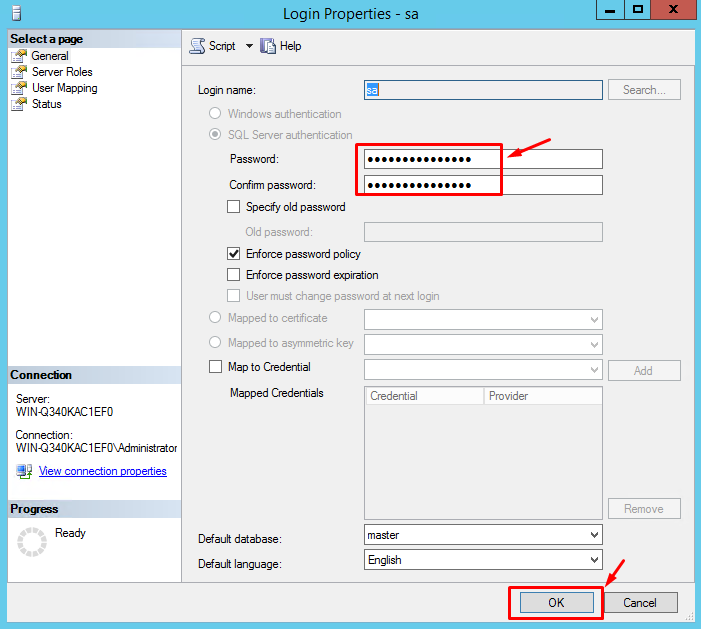 Login Properties - sa
Select a page
General
Server Roles
User Mapping
Status
Script
Help
Login name:
sa
Search...
Windows authentication
SQL Server authentication
Password:
●●●●●●●●●●●●●●●
Confirm password:
●●●●●●●●●●●●●●●
Specify old password
Old password:
Enforce password policy
Enforce password expiration
User must change password at next login
Mapped to certificate
Mapped to asymmetric key
Map to Credential
Add
Mapped Credentials
Credential
Provider
Remove
Default database:
master
Default language:
English
Connection
Server:
WIN-Q340KAC1EF0
Connection:
WIN-Q340KAC1EF0\Administrator
View connection properties
Progress
Ready
OK
Cancel